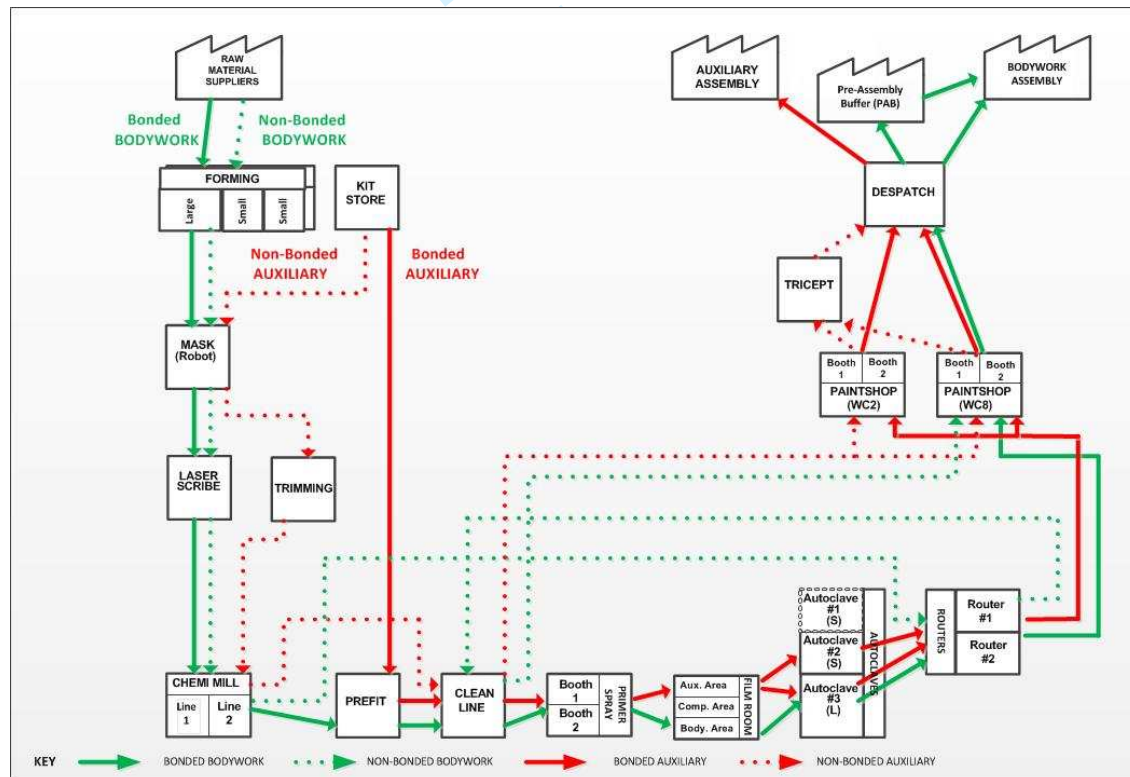 RAW
MATERIAL
SUPPLIERS
AUXILIARY
ASSEMBLY
Pre-Assembly
Buffer (PAB)
BODYWORK
ASSEMBLY
Bonded
BODYWORK
Non-Bonded
BODYWORK
FORMING
Large
Small
Small
KIT
STORE
DESPATCH
Non-Bonded
AUXILIARY
Bonded
AUXILIARY
TRICEPT
MASK
(Robot)
Booth
1
Booth
2
PAINTSHOP
(WC2)
Booth
1
Booth
2
PAINTSHOP
(WC8)
LASER
SCRIBE
TRIMMING
CHEMI MILL
Line
1
Line
2
PREFIT
CLEAN
LINE
Booth
1
Booth
2
PRIMER
SPRAY
Aux. Area
Comp. Area
Body. Area
FILM ROOM
Autoclave
#1
(S)
Autoclave
#2
(S)
Autoclave
#3
(L)
AUTOCLAVES
ROUTERS
Router
#1
Router
#2
KEY
BONDED BODYWORK
NON-BONDED BODYWORK
BONDED AUXILIARY
NON-BONDED AUXILIARY